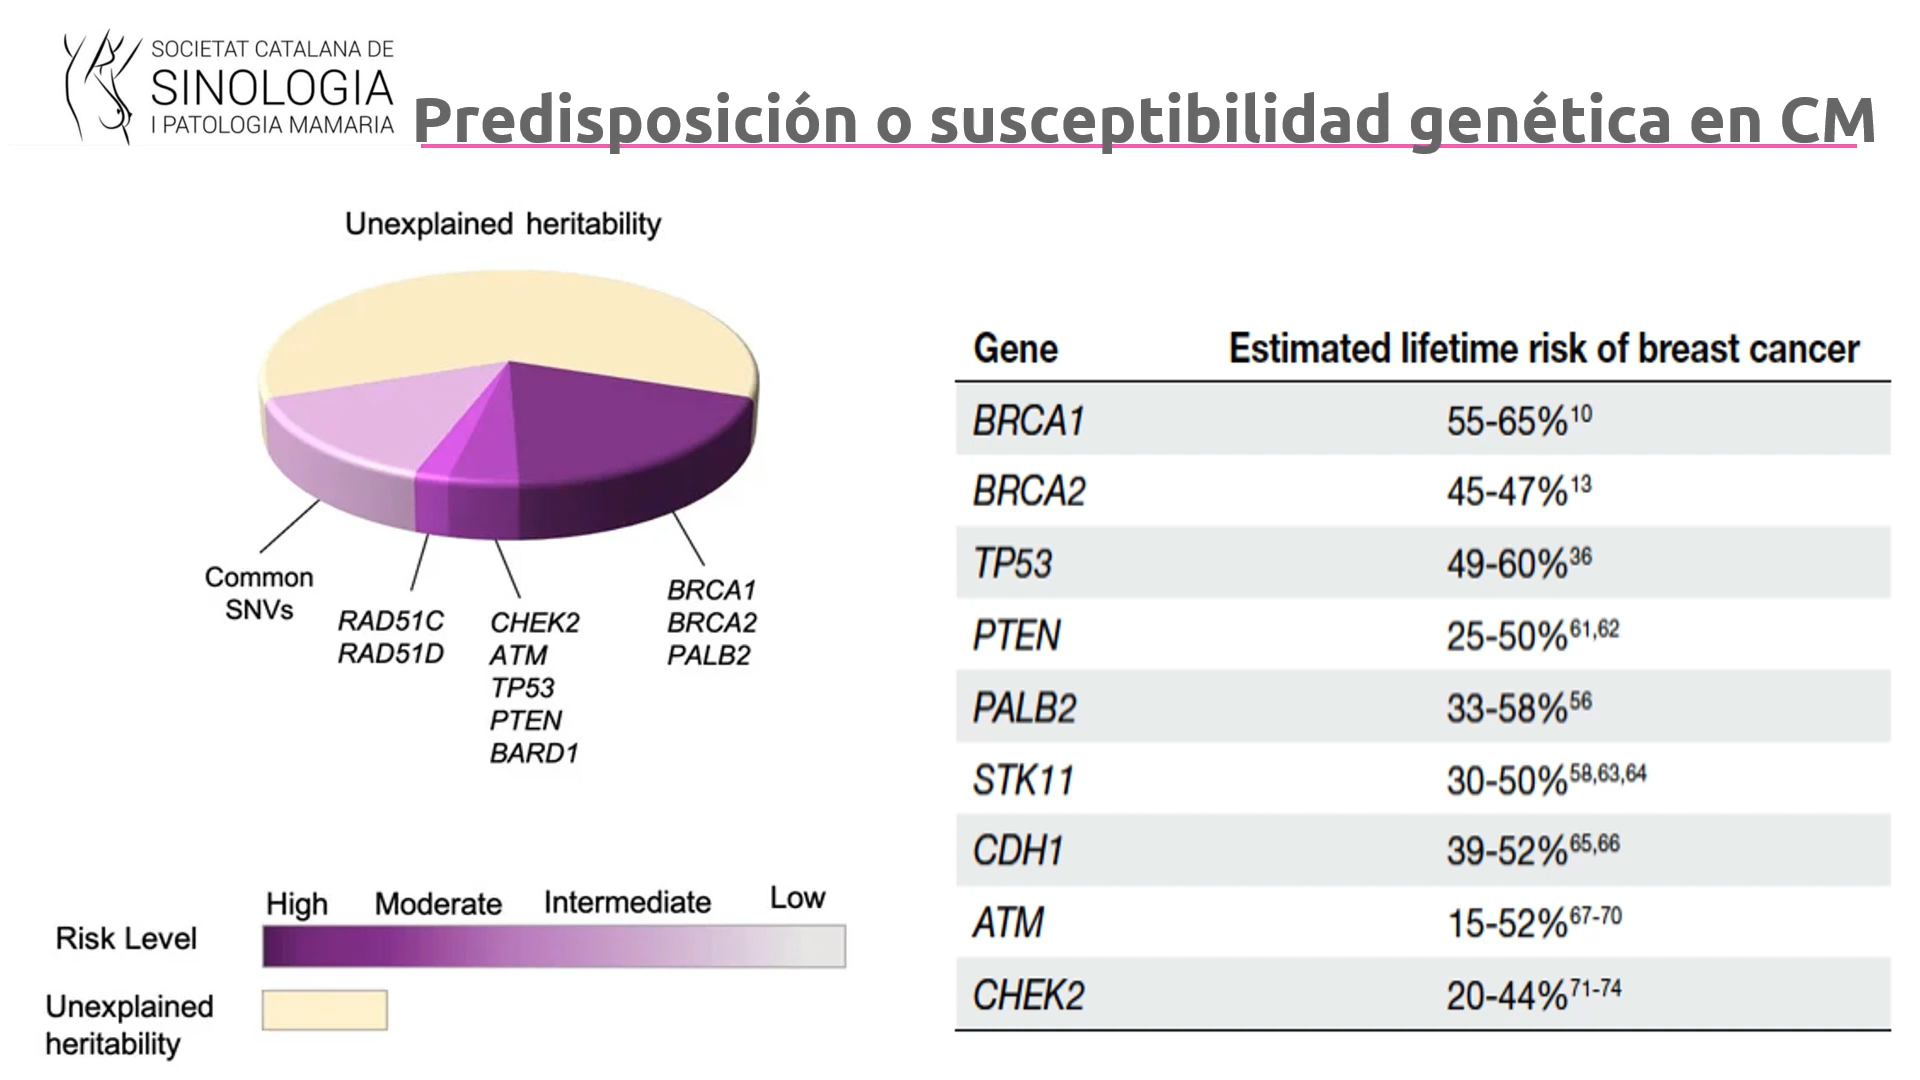 SOCIETAT CATALANA DE
SINOLOGIA
I PATOLOGIA MAMARIA
Predisposición o susceptibilidad genética en CM
Unexplained heritability
Common
SNVs
RAD51C
RAD51D
CHEK2
ATM
TP53
PTEN
BARD1
BRCA1
BRCA2
PALB2
High Moderate Intermediate Low
Risk Level
Unexplained
heritability
Gene Estimated lifetime risk of breast cancer
BRCA1 55-65%10
BRCA2 45-47%13
TP53 49-60%36
PTEN 25-50%61,62
PALB2 33-58%56
STK11 30-50%58,63,64
CDH1 39-52%65,66
ATM 15-52%67-70
CHEK2 20-44%71-74